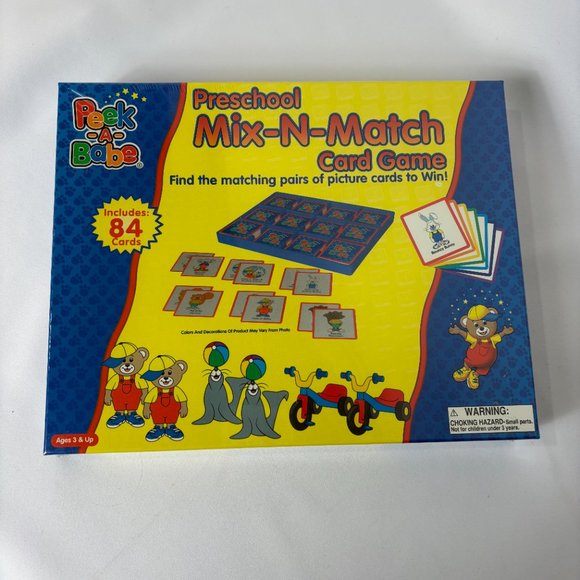 Peek
-A-
Babe®
Preschool
Mix-N-Match
Card Game
Find the matching pairs of picture cards to Win!
Includes:
84
Cards
Colors And Decorations Of Product May Vary From Photo
Ages 3 & Up
WARNING:
CHOKING HAZARD-Small parts.
Not for children under 3 years.